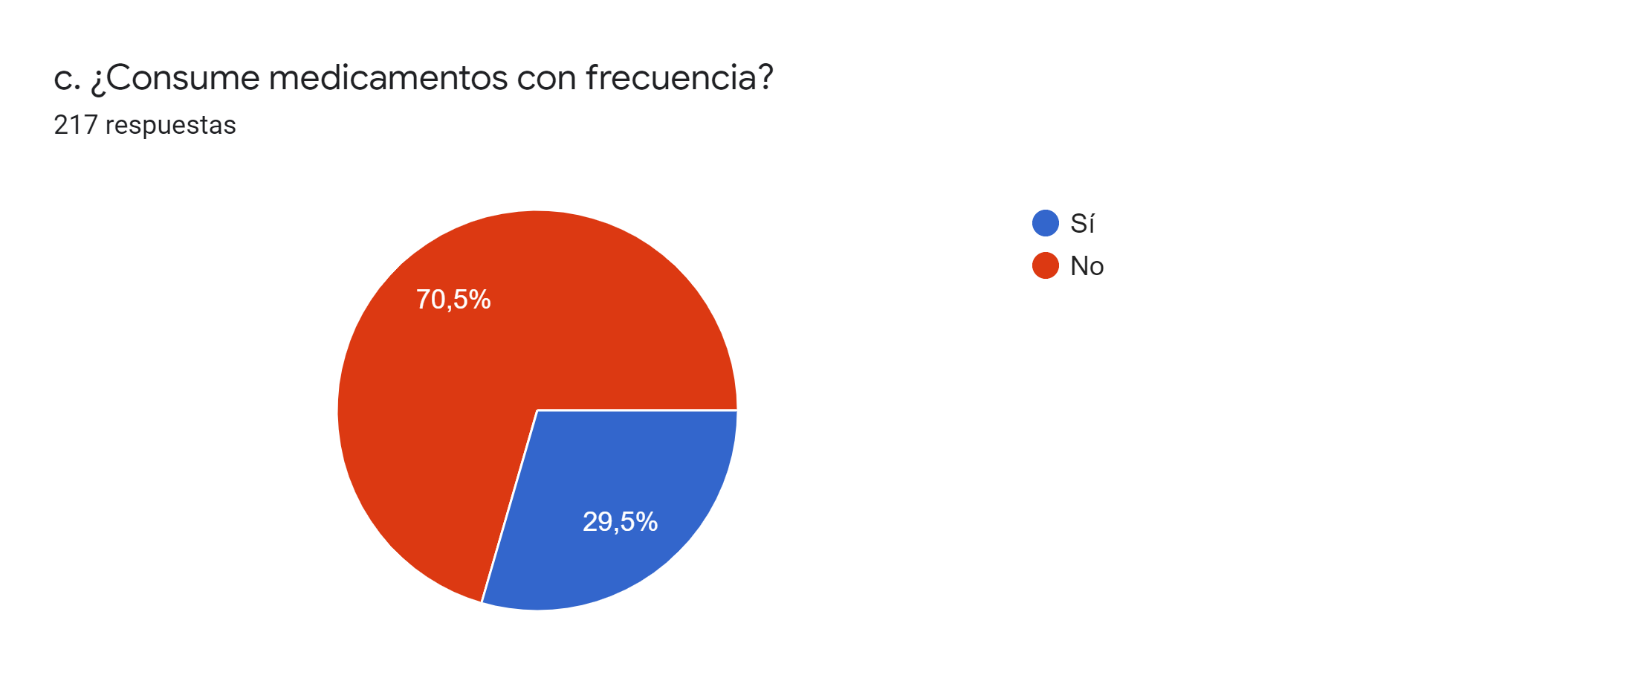 c. ¿Consume medicamentos con frecuencia?
217 respuestas
Sí
No
70,5%
29,5%